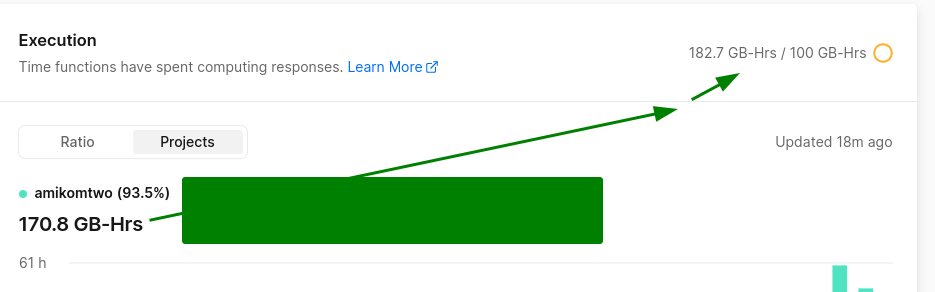 Execution
Time functions have spent computing responses. Learn More
182.7 GB-Hrs / 100 GB-Hrs
Ratio
Projects
Updated 18m ago
amikomtwo (93.5%)
170.8 GB-Hrs
61 h